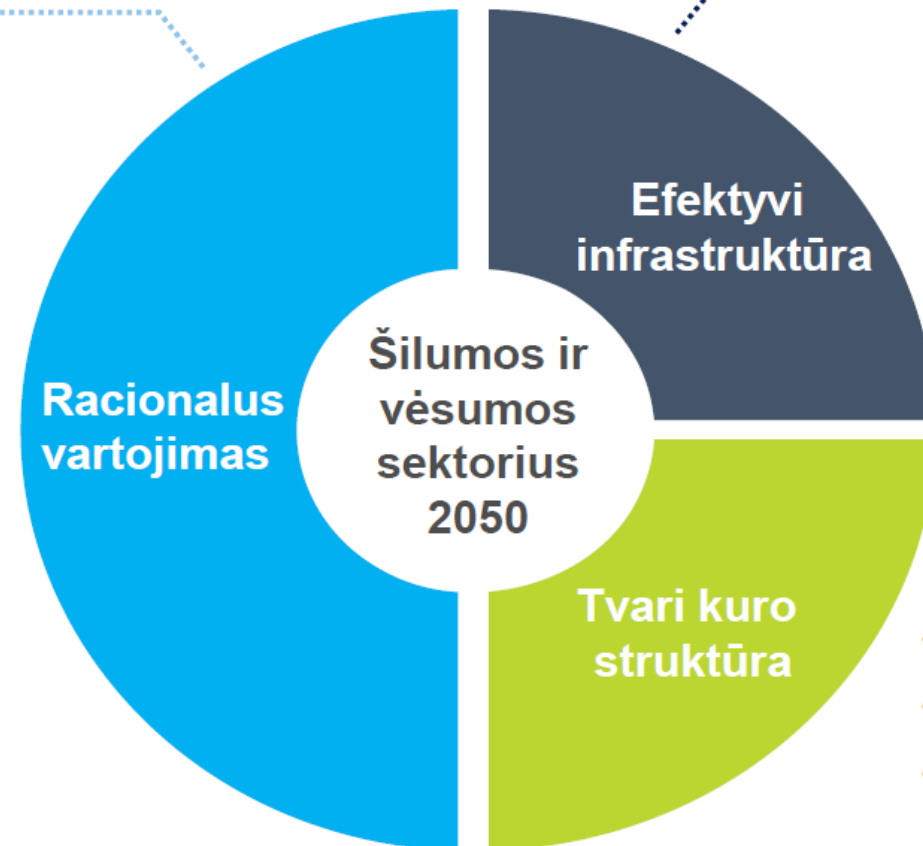 Efektyvi
infrastruktūra
Šilumos ir
vėsumos
sektorius
2050
Racionalus
vartojimas
Tvari kuro
struktūra